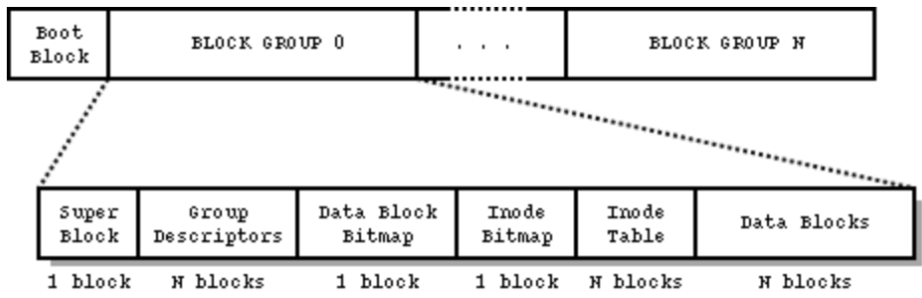 Boot
Block
BLOCK GROUP 0
. . .
BLOCK GROUP N
Super
Block
Group
Descriptors
Data Block
Bitmap
Inode
Bitmap
Inode
Table
Data Blocks
1 block
N blocks
1 block
1 block
N blocks
N blocks